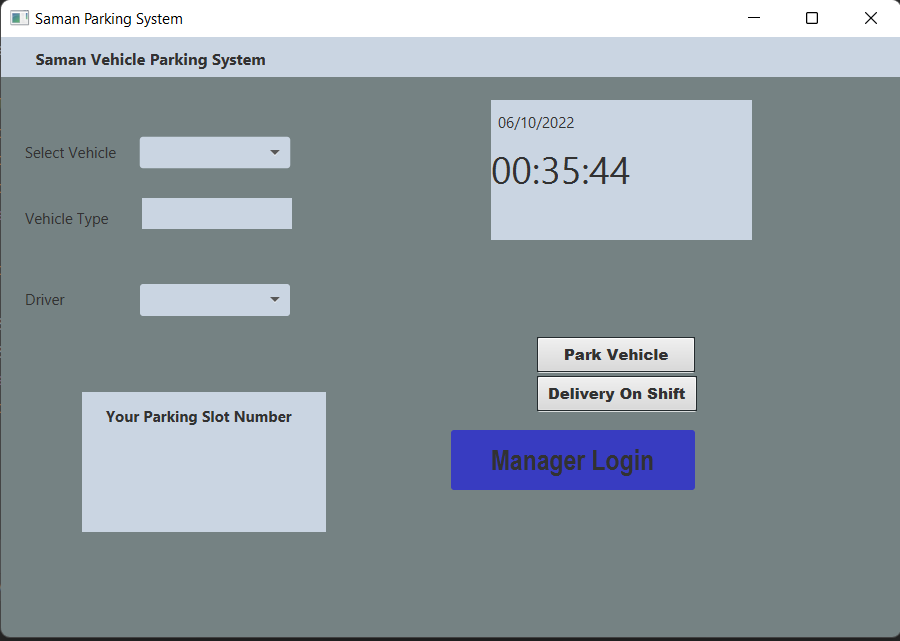 Saman Parking System
Saman Vehicle Parking System
Select Vehicle
Vehicle Type
Driver
Your Parking Slot Number
06/10/2022
00:35:44
Park Vehicle
Delivery On Shift
Manager Login